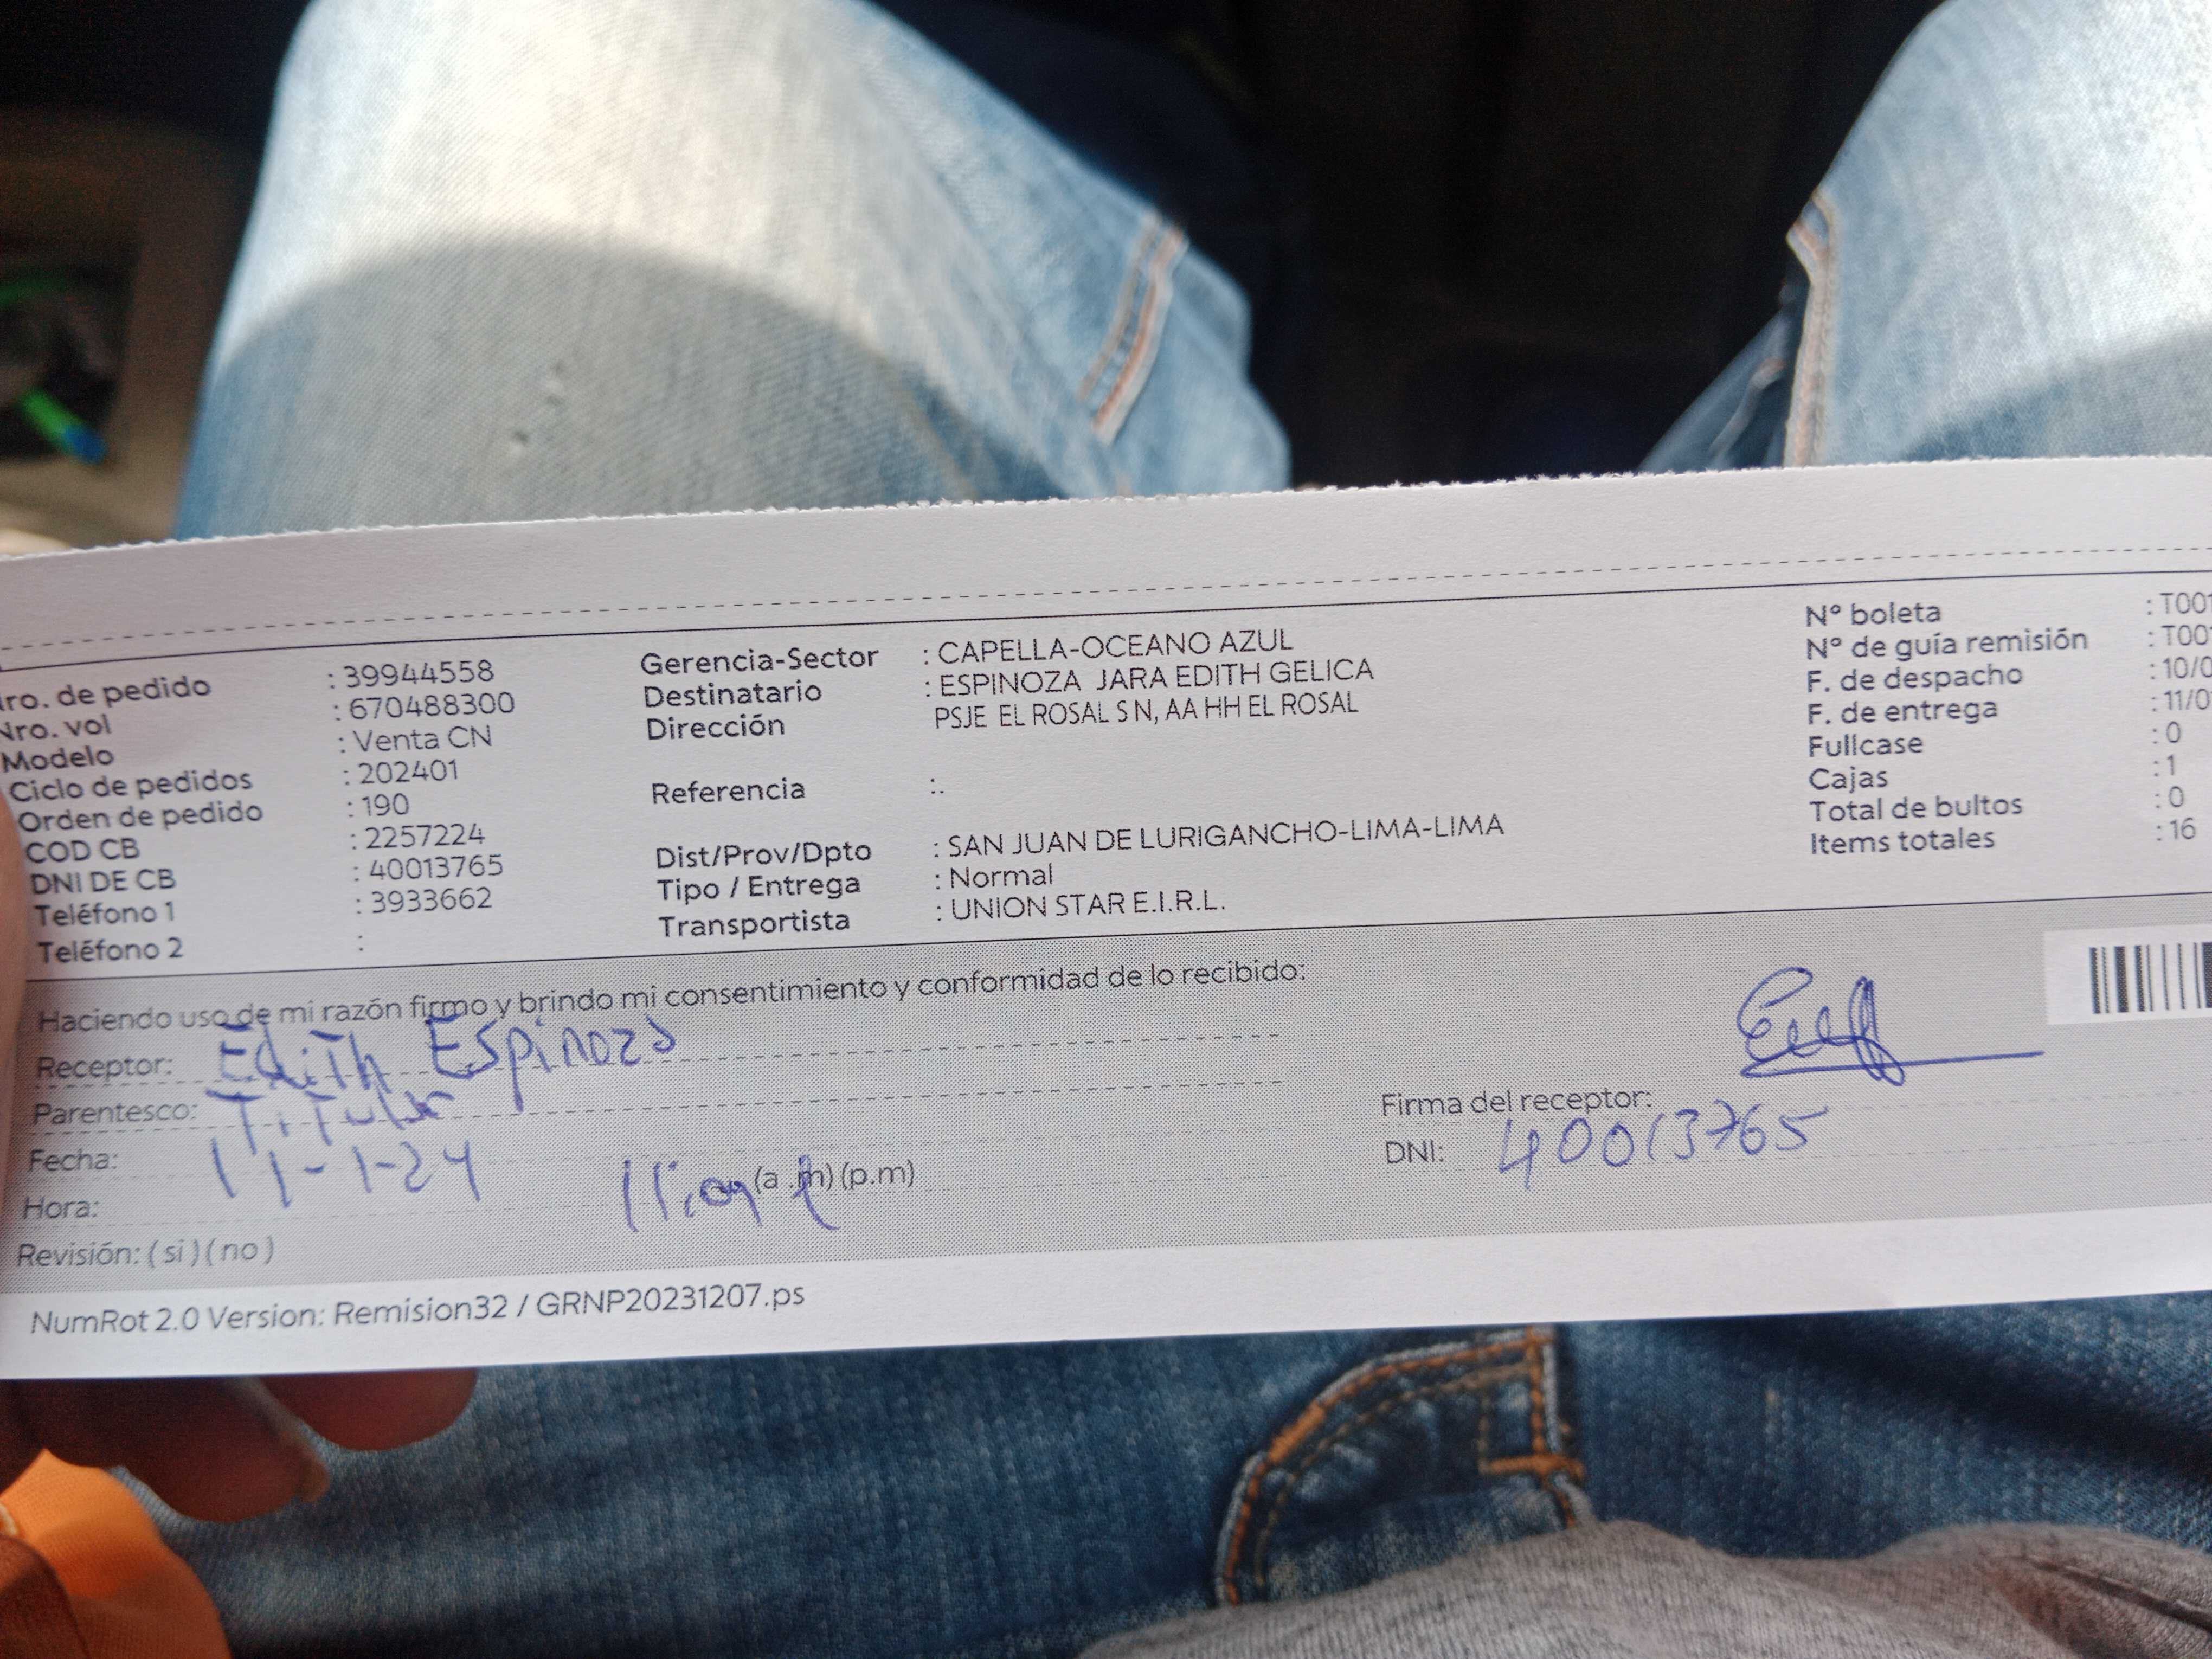 Nro. de pedido : 39944558
Nro. vol : 670488300
Modelo : Venta CN
Ciclo de pedidos : 202401
Orden de pedido : 190
COD CB : 2257224
DNI DE CB : 40013765
Teléfono 1 : 3933662
Teléfono 2 :
Gerencia-Sector : CAPELLA-OCEANO AZUL
Destinatario : ESPINOZA JARA EDITH GELICA
Dirección PSJE EL ROSAL S N, AA HH EL ROSAL
Referencia :.
Dist/Prov/Dpto : SAN JUAN DE LURIGANCHO-LIMA-LIMA
Tipo / Entrega : Normal
Transportista : UNION STAR E.I.R.L.
N° boleta : T001
N° de guía remisión : T001
F. de despacho : 10/0
F. de entrega : 11/0
Fullcase : 0
Cajas : 1
Total de bultos : 0
Items totales : 16
Haciendo uso de mi razón firmo y brindo mi consentimiento y conformidad de lo recibido:
Receptor: Edith Espinoza
Parentesco: Titular
Fecha: 11-1-24
Hora: (a .m) (p.m)
Revisión: ( si ) ( no )
Firma del receptor:
DNI: 40013765
NumRot 2.0 Version: Remision32 / GRNP20231207.ps